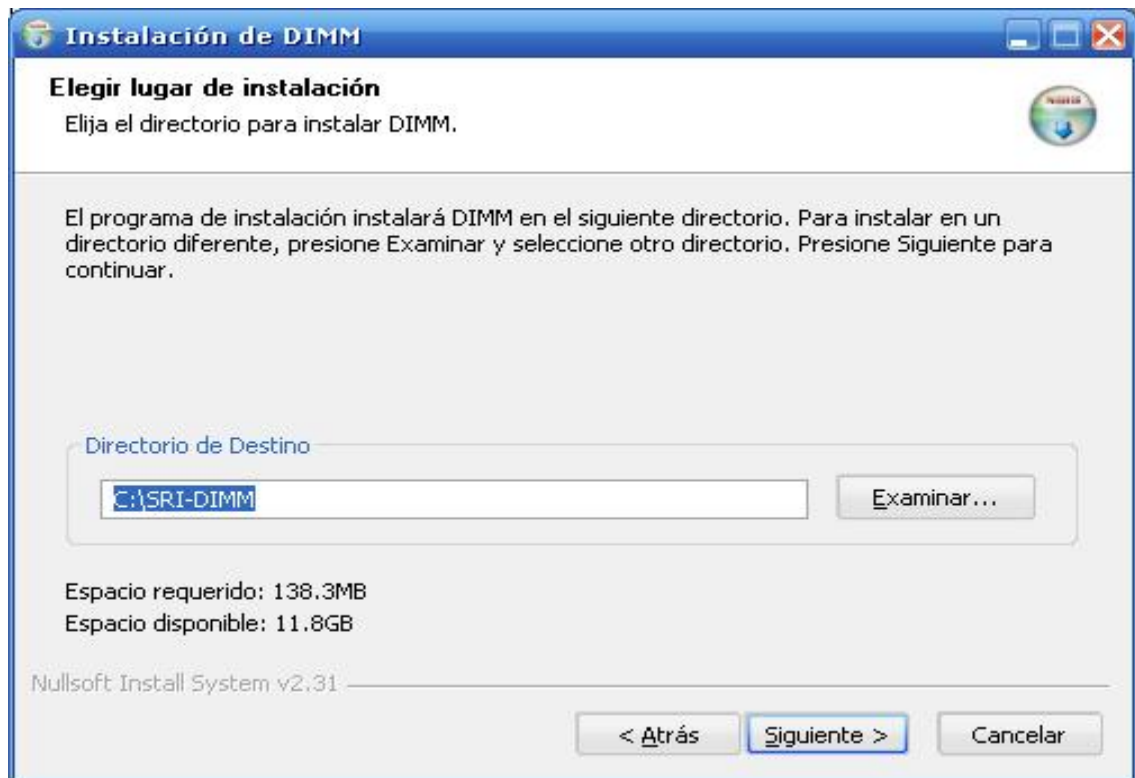 Instalación de DIMM
Elegir lugar de instalación
Elija el directorio para instalar DIMM.
El programa de instalación instalará DIMM en el siguiente directorio. Para instalar en un
directorio diferente, presione Examinar y seleccione otro directorio. Presione Siguiente para
continuar.
Directorio de Destino
C:\SRI-DIMM
Examinar...
Espacio requerido: 138.3MB
Espacio disponible: 11.8GB
Nullsoft Install System v2.31
< Atrás
Siguiente >
Cancelar